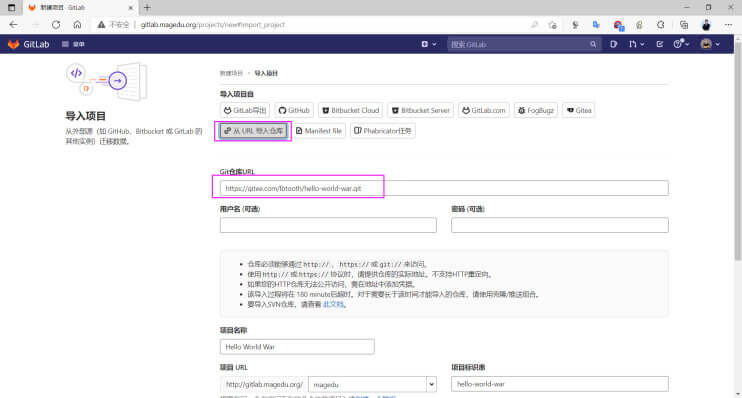 新建项目 · GitLab
不安全 | gitlab.magedu.org/projects/new#import_project
GitLab 菜单 搜索 GitLab
新建项目 › 导入项目
导入项目
从外部源（如 GitHub、Bitbucket 或 GitLab 的
其他实例）迁移数据。
导入项目自
GitLab导出 GitHub Bitbucket Cloud Bitbucket Server GitLab.com FogBugz Gitea
从 URL 导入仓库 Manifest file Phabricator任务
Git仓库URL
https://gitee.com/lbtooth/hello-world-war.git
用户名 (可选) 密码 (可选)
仓库必须能够通过 http://， https:// 或 git:// 来访问。
使用 http:// 或 https:// 协议时，请提供仓库的实际地址。不支持HTTP重定向。
如果您的HTTP仓库无法公开访问，需在地址中添加凭据。
该导入过程将在 180 minute后超时。对于需要长于该时间才能导入的仓库，请使用克隆/推送组合。
要导入SVN仓库，请查看 此文档。
项目名称
Hello World War
项目 URL 项目标识串
http://gitlab.magedu.org/ magedu hello-world-war